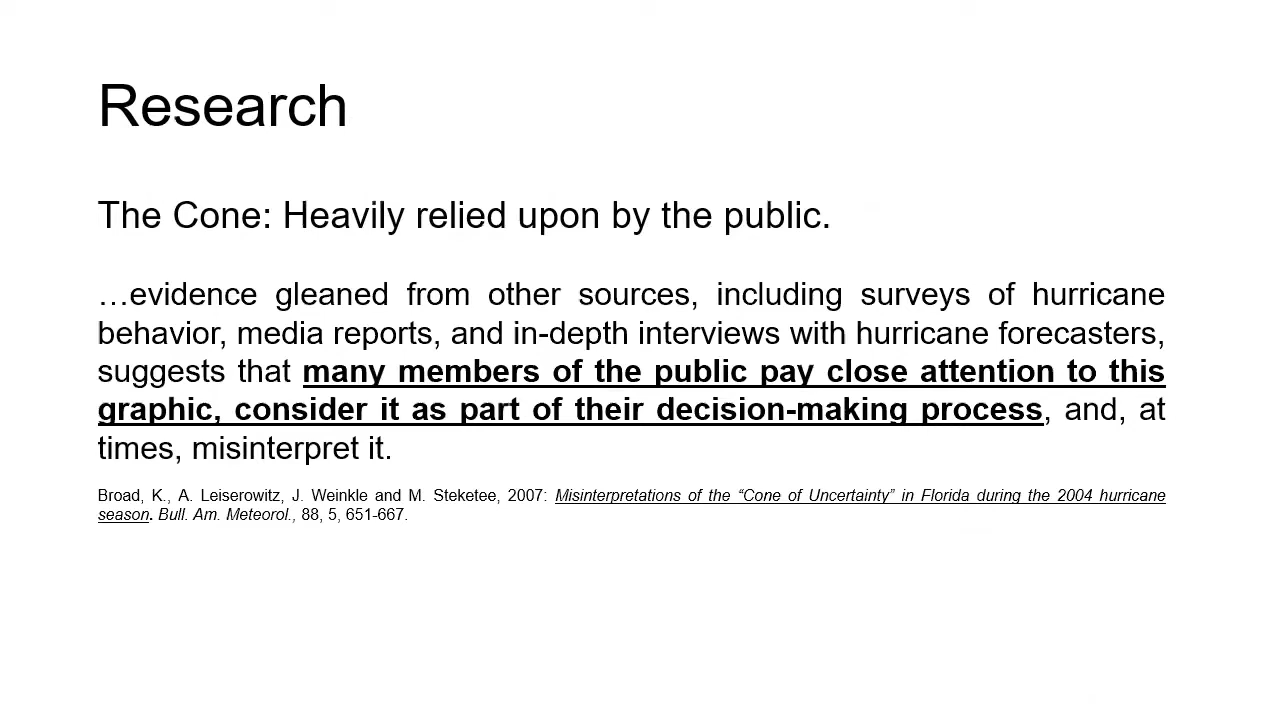 Research
The Cone: Heavily relied upon by the public.
…evidence gleaned from other sources, including surveys of hurricane
behavior, media reports, and in-depth interviews with hurricane forecasters,
suggests that many members of the public pay close attention to this
graphic, consider it as part of their decision-making process, and, at
times, misinterpret it.
Broad, K., A. Leiserowitz, J. Weinkle and M. Steketee, 2007: Misinterpretations of the “Cone of Uncertainty” in Florida during the 2004 hurricane
season. Bull. Am. Meteorol., 88, 5, 651-667.